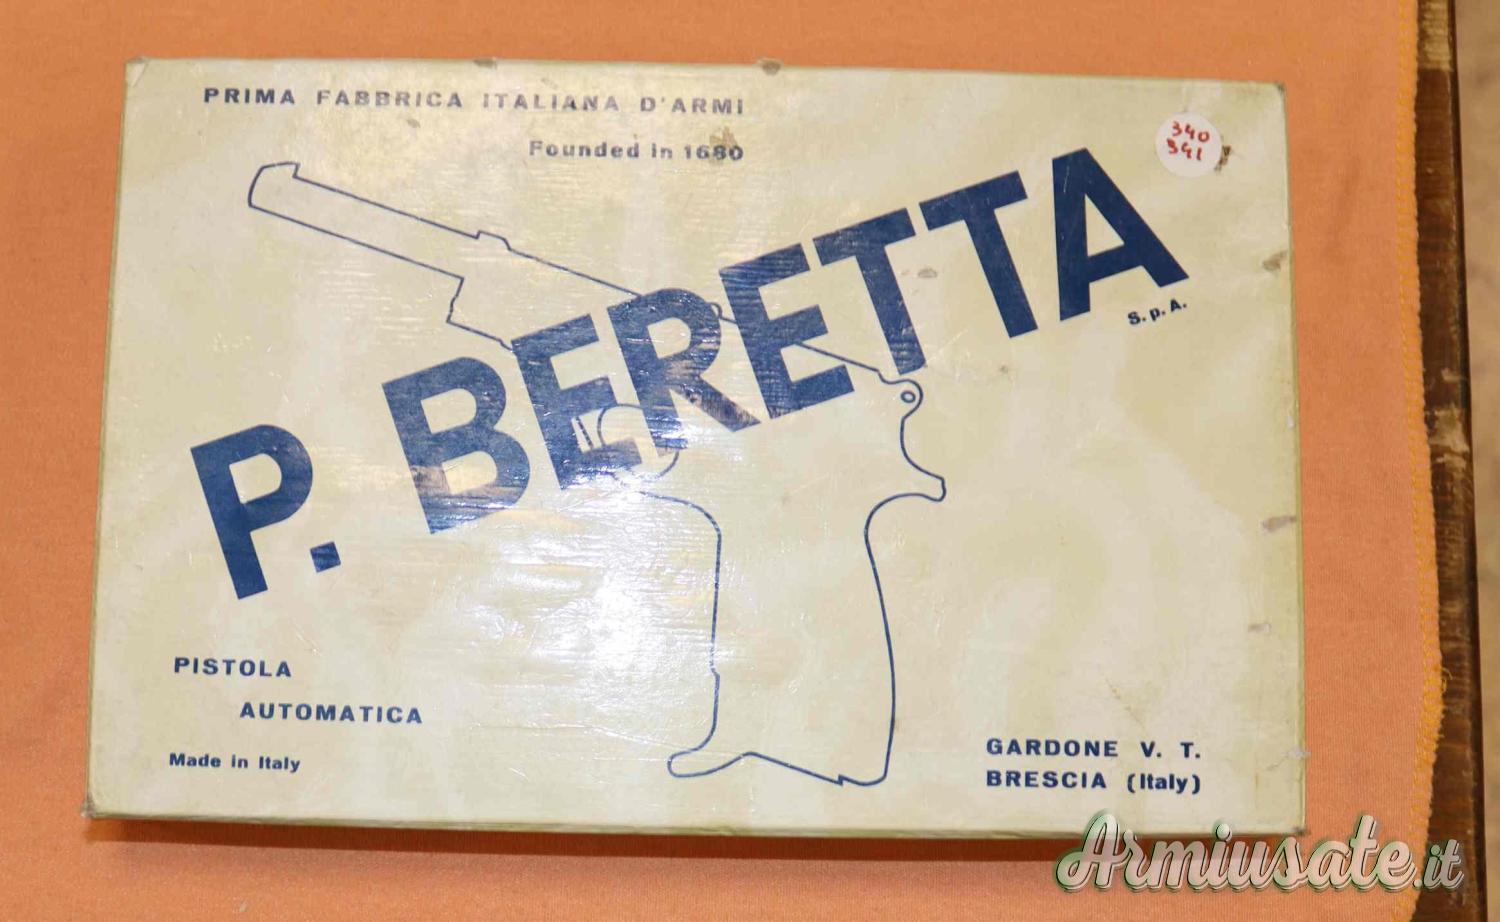 PRIMA FABBRICA ITALIANA D'ARMI
Founded in 1680
340
341
P. BERETTA
S.p.A.
PISTOLA
AUTOMATICA
Made in Italy
GARDONE V. T.
BRESCIA (Italy)
Armiusate.it